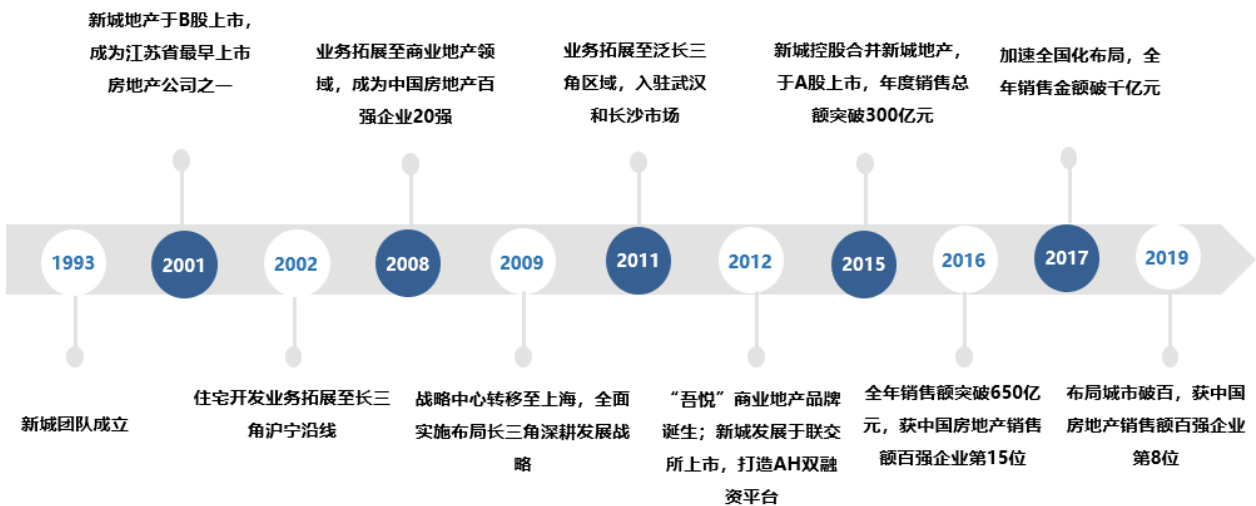 新城地产于B股上市，
成为江苏省最早上市
房地产公司之一
业务拓展至商业地产领
域，成为中国房地产百
强企业20强
业务拓展至泛长三
角区域，入驻武汉
和长沙市场
新城控股合并新城地产，
于A股上市，年度销售总
额突破300亿元
加速全国化布局，全
年销售金额破千亿元
1993
2001
2002
2008
2009
2011
2012
2015
2016
2017
2019
新城团队成立
住宅开发业务拓展至长三
角沪宁沿线
战略中心转移至上海，全面
实施布局长三角深耕发展战
略
“吾悦”商业地产品牌
诞生；新城发展于联交
所上市，打造AH双融
资平台
全年销售额突破650亿
元，获中国房地产销售
额百强企业第15位
布局城市破百，获中国
房地产销售额百强企业
第8位